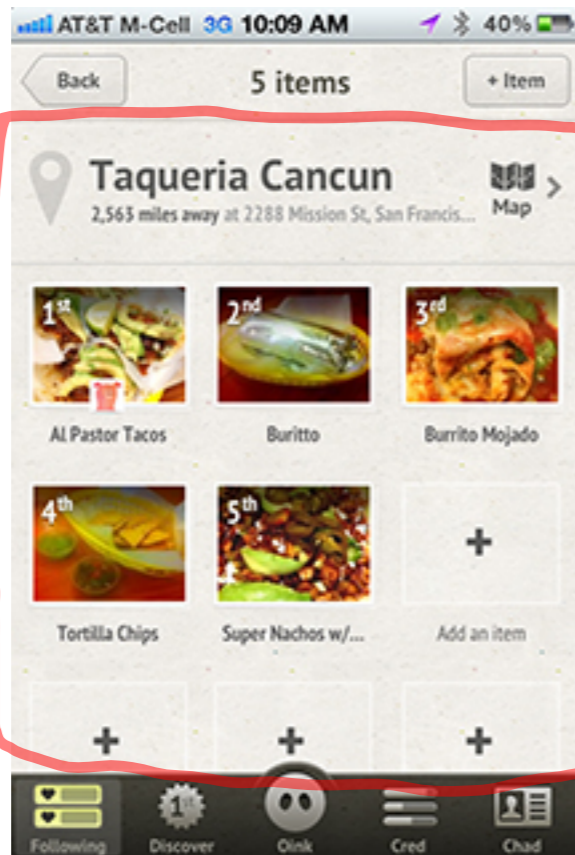 AT&T M-Cell 3G 10:09 AM 40%
Back 5 items + Item
Taqueria Cancun
2,563 miles away at 2288 Mission St, San Francis... Map
1st 2nd 3rd
Al Pastor Tacos Buritto Burrito Mojado
4th 5th +
Tortilla Chips Super Nachos w/... Add an item
+ + +
1st
Following Discover Oink Cred Chad